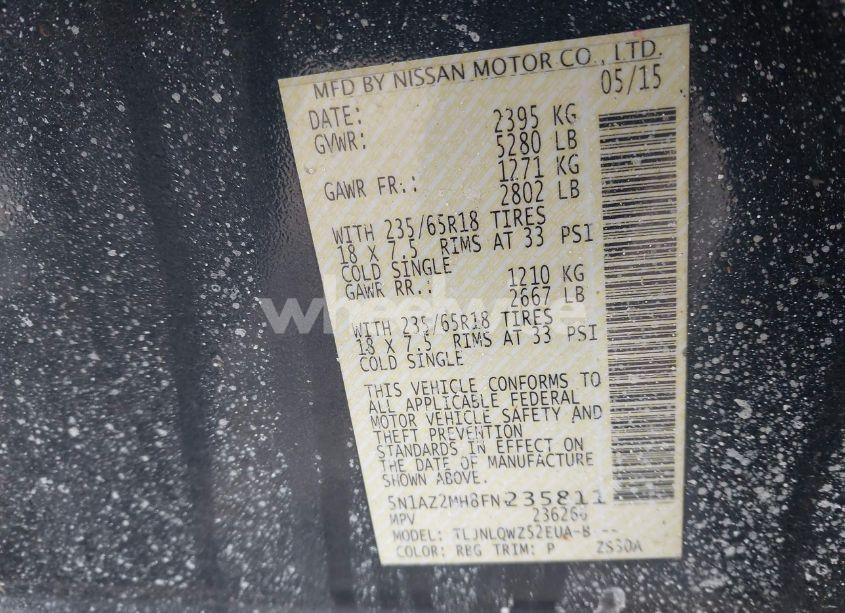 MFD BY NISSAN MOTOR CO., LTD.
DATE: 05/15
GVWR: 2395 KG
5280 LB
GAWR FR.: 1271 KG
2802 LB
WITH 235/65R18 TIRES
18 X 7.5 RIMS AT 33 PSI
COLD SINGLE
GAWR RR.: 1210 KG
2667 LB
WITH 235/65R18 TIRES
18 X 7.5 RIMS AT 33 PSI
COLD SINGLE
THIS VEHICLE CONFORMS TO
ALL APPLICABLE FEDERAL
MOTOR VEHICLE SAFETY AND
THEFT PREVENTION
STANDARDS IN EFFECT ON
THE DATE OF MANUFACTURE
SHOWN ABOVE.
5N1AZ2MH8FN235811
MPV
MODEL: TLJNLQWZ52EUA-B ---
COLOR: RBG TRIM: P